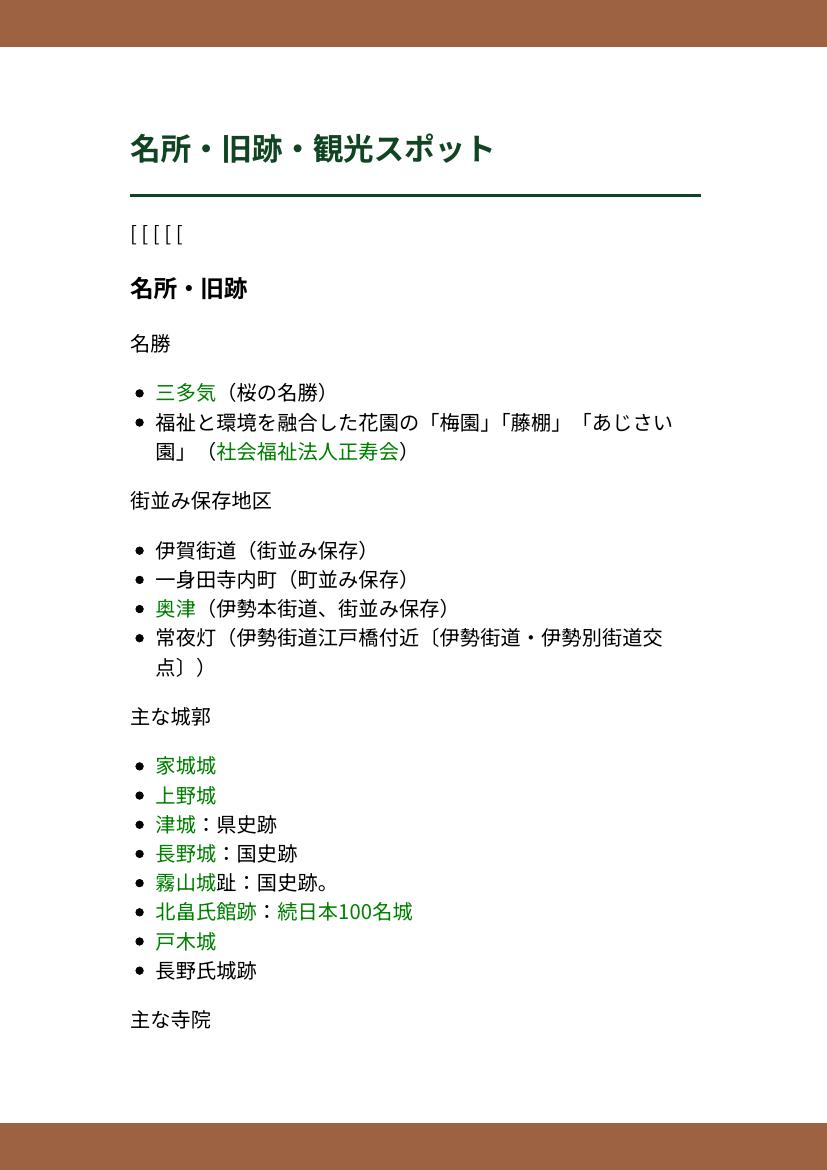 名所・旧跡・観光スポット
[ [ [ [ [
名所・旧跡
名勝
• 三多気（桜の名勝）
• 福祉と環境を融合した花園の「梅園」「藤棚」「あじさい
園」（社会福祉法人正寿会）
街並み保存地区
• 伊賀街道（街並み保存）
• 一身田寺内町（町並み保存）
• 奥津（伊勢本街道、街並み保存）
• 常夜灯（伊勢街道江戸橋付近〔伊勢街道・伊勢別街道交
点〕）
主な城郭
• 家城城
• 上野城
• 津城：県史跡
• 長野城：国史跡
• 霧山城趾：国史跡。
• 北畠氏館跡：続日本100名城
• 戸木城
• 長野氏城跡
主な寺院